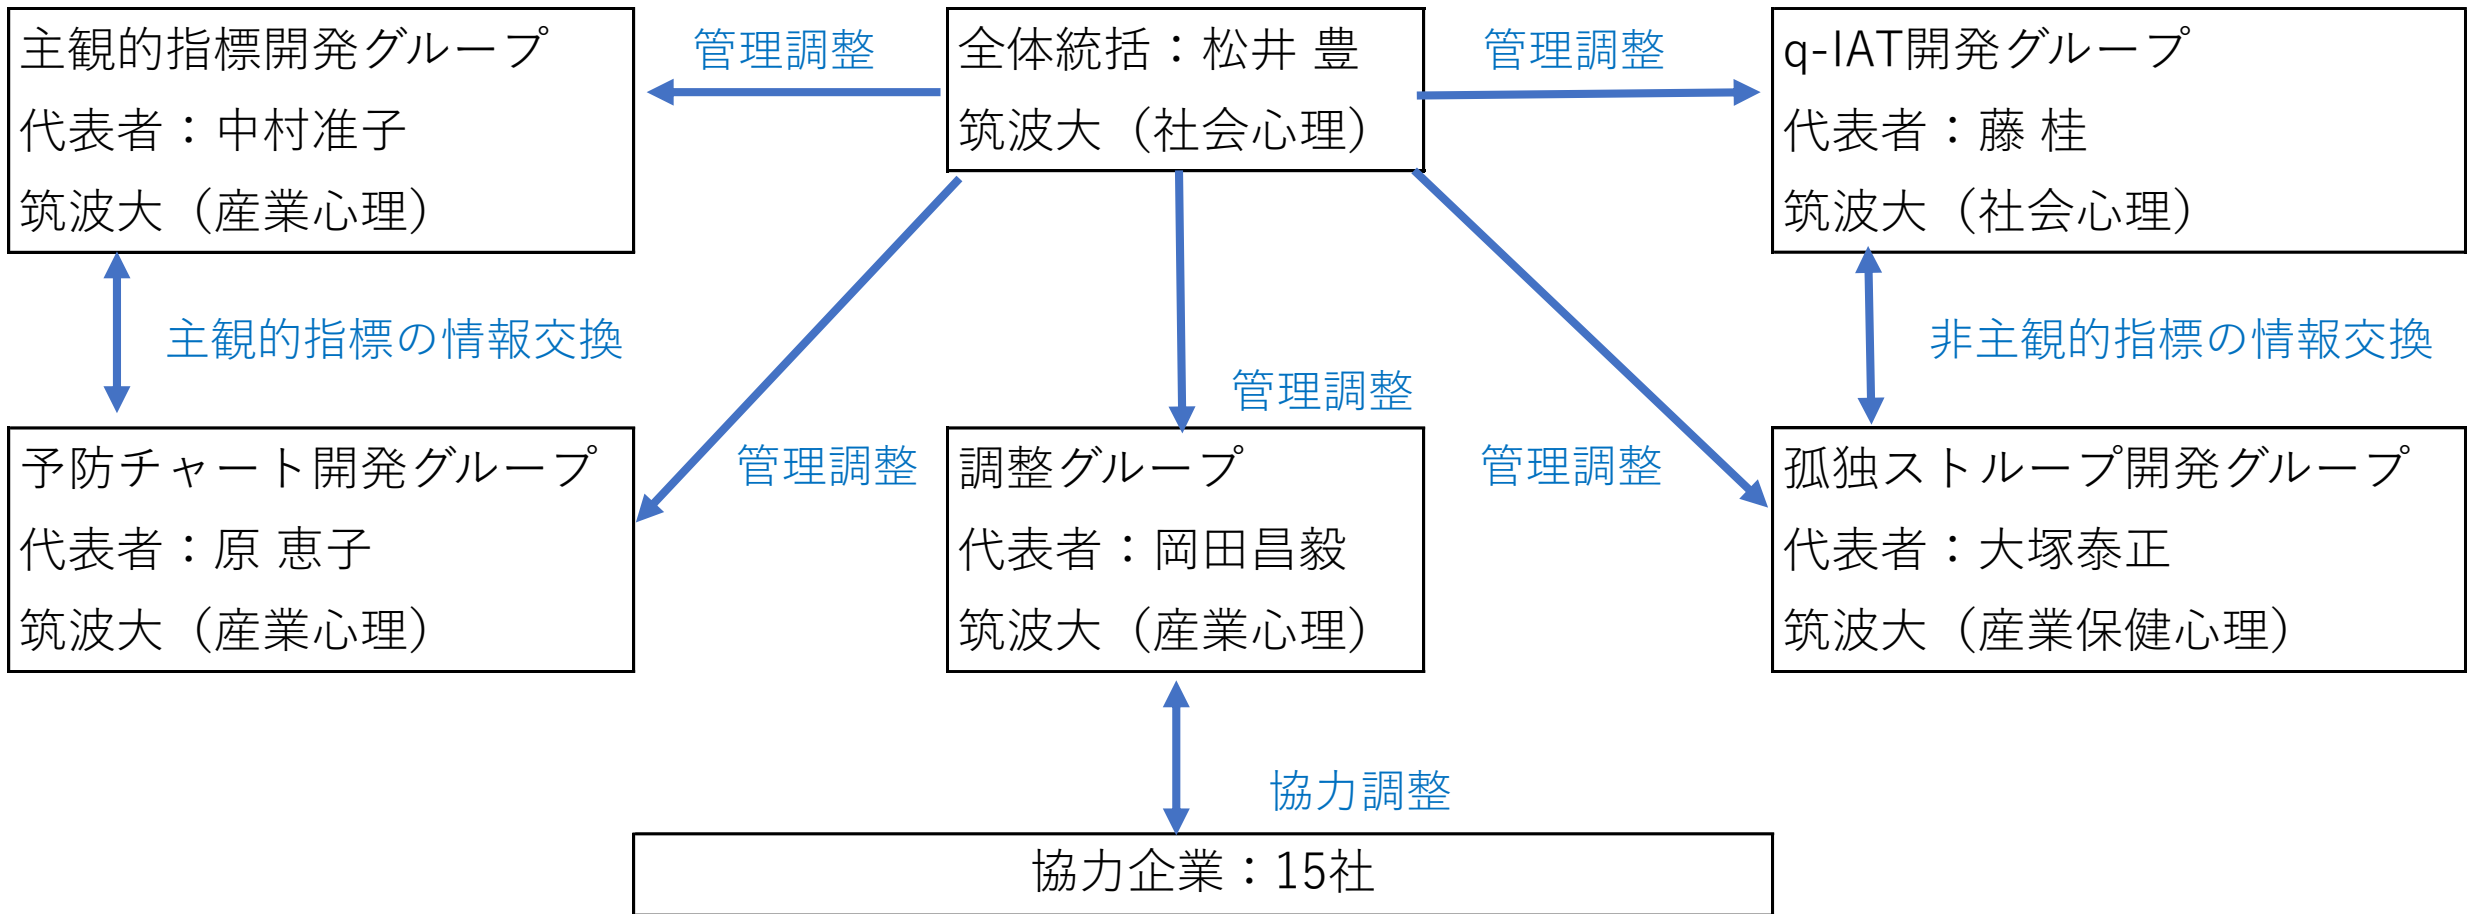 主観的指標開発グループ
代表者：中村准子
筑波大（産業心理）
管理調整
全体統括：松井 豊
筑波大（社会心理）
管理調整
q-IAT開発グループ
代表者：藤 桂
筑波大（社会心理）
主観的指標の情報交換
非主観的指標の情報交換
管理調整
管理調整
管理調整
予防チャート開発グループ
代表者：原 恵子
筑波大（産業心理）
調整グループ
代表者：岡田昌毅
筑波大（産業心理）
孤独ストループ開発グループ
代表者：大塚泰正
筑波大（産業保健心理）
協力調整
協力企業：15社